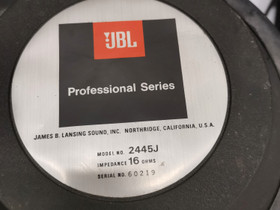 JBL
Professional Series
JAMES B. LANSING SOUND, INC. NORTHRIDGE, CALIFORNIA, U.S.A.
MODEL NO. 2445J
IMPEDANCE 16 OHMS
SERIAL NO. 60219